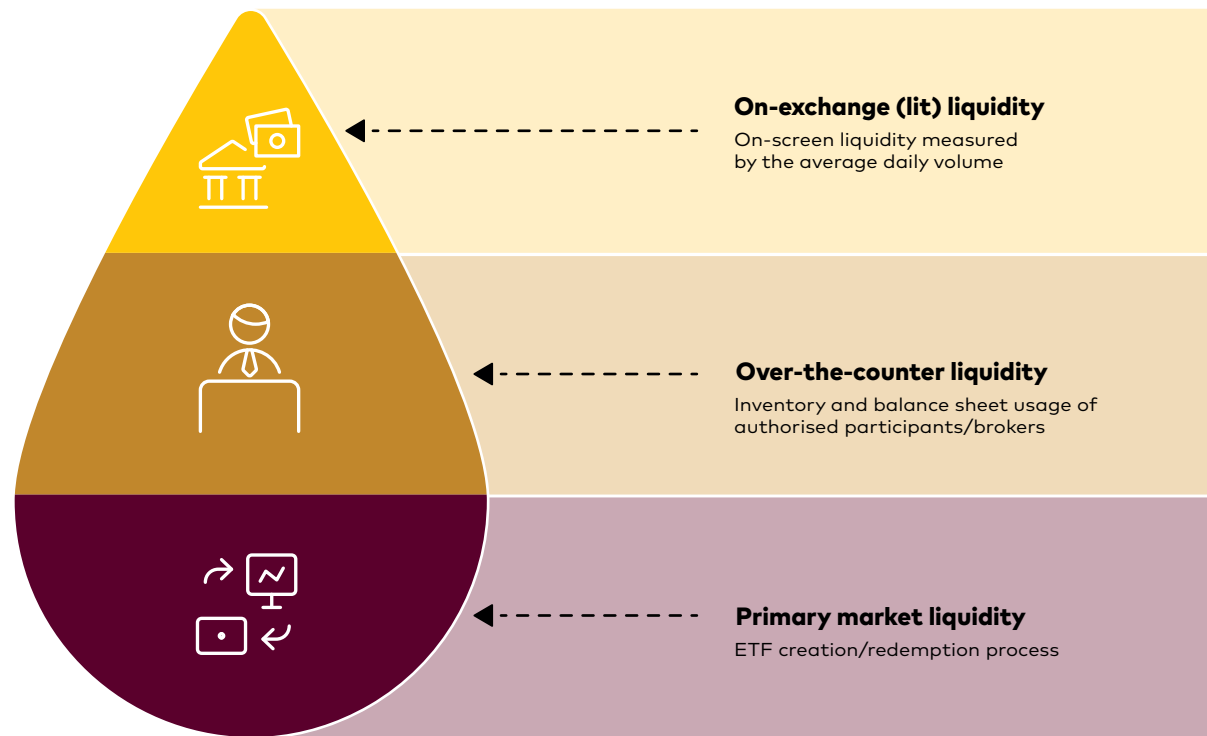 On-exchange (lit) liquidity
On-screen liquidity measured
by the average daily volume
Over-the-counter liquidity
Inventory and balance sheet usage of
authorised participants/brokers
Primary market liquidity
ETF creation/redemption process